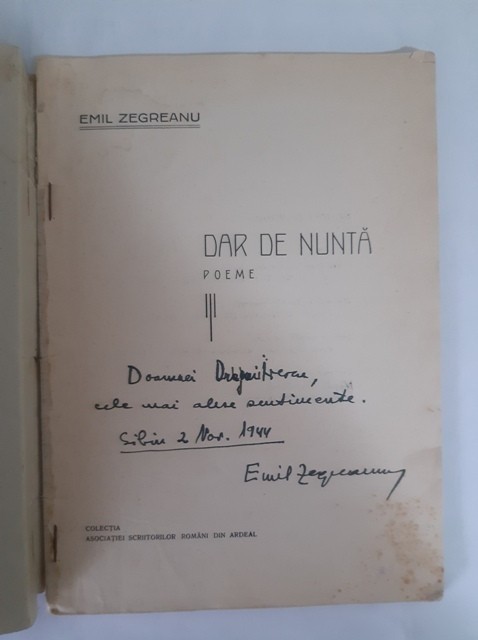 EMIL ZEGREANU
DAR DE NUNTĂ
POEME
Doamnei Dumitrescu,
cele mai alese sentimente.
Sibiu 2 Nov. 1944
Emil Zegreanu
COLECȚIA
ASOCIAȚIEI SCRIITORILOR ROMÂNI DIN ARDEAL